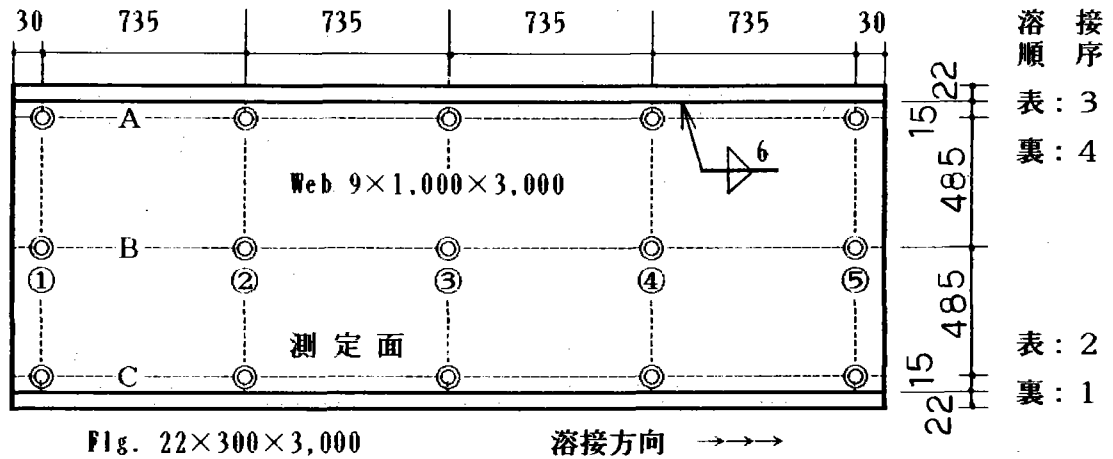 30 735 735 735 735 30
溶 接
順 序
22
A
15
表：3
裏：4
6
Web 9×1,000×3,000
485
B
① ② ③ ④ ⑤
485
測 定 面
表：2
C
15
裏：1
22
Flg. 22×300×3,000 溶接方向 →→→